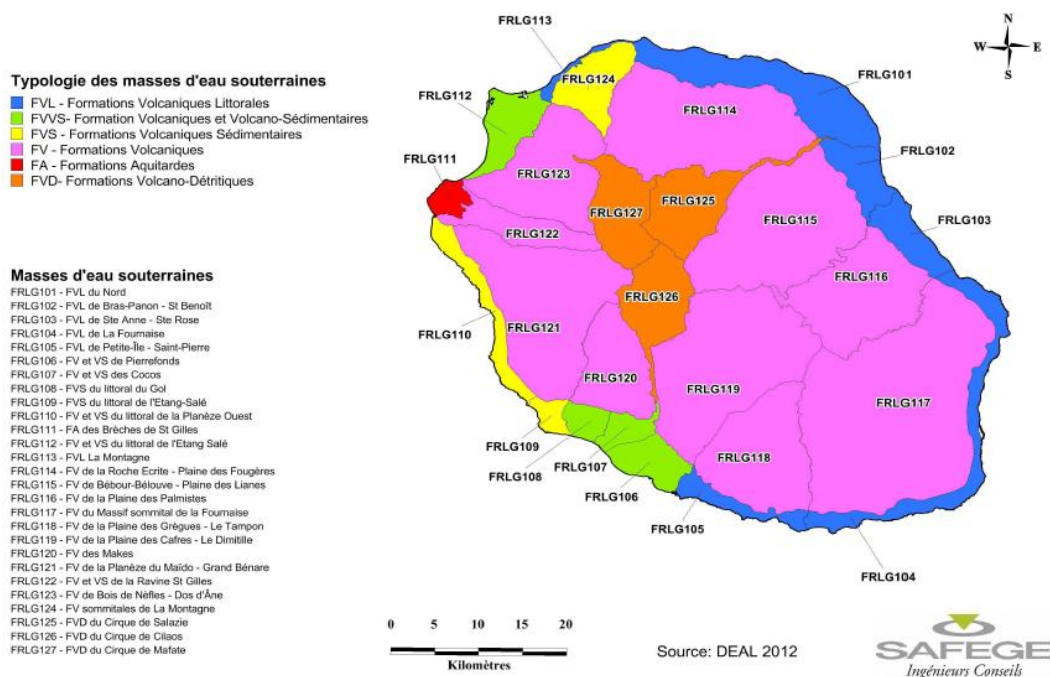 Typologie des masses d'eau souterraines
FVL - Formations Volcaniques Littorales
FVVS- Formation Volcaniques et Volcano-Sédimentaires
FVS - Formations Volcaniques Sédimentaires
FV - Formations Volcaniques
FA - Formations Aquitardes
FVD- Formations Volcano-Détritiques
Masses d'eau souterraines
FRLG101 - FVL du Nord
FRLG102 - FVL de Bras-Panon - St Benoît
FRLG103 - FVL de Ste Anne - Ste Rose
FRLG104 - FVL de La Fournaise
FRLG105 - FVL de Petite-Île - Saint-Pierre
FRLG106 - FV et VS de Pierrefonds
FRLG107 - FV et VS des Cocos
FRLG108 - FVS du littoral du Gol
FRLG109 - FVS du littoral de l'Etang-Salé
FRLG110 - FV et VS du littoral de la Planèze Ouest
FRLG111 - FA des Brèches de St Gilles
FRLG112 - FV et VS du littoral de l'Etang Salé
FRLG113 - FVL La Montagne
FRLG114 - FV de la Roche Ecrite - Plaine des Fougères
FRLG115 - FV de Bébour-Bélouve - Plaine des Lianes
FRLG116 - FV de la Plaine des Palmistes
FRLG117 - FV du Massif sommital de la Fournaise
FRLG118 - FV de la Plaine des Grègues - Le Tampon
FRLG119 - FV de la Plaine des Cafres - Le Dimitille
FRLG120 - FV des Makes
FRLG121 - FV de la Planèze du Maïdo - Grand Bénare
FRLG122 - FV et VS de la Ravine St Gilles
FRLG123 - FV de Bois de Nèfles - Dos d'Âne
FRLG124 - FV sommitales de La Montagne
FRLG125 - FVD du Cirque de Salazie
FRLG126 - FVD du Cirque de Cilaos
FRLG127 - FVD du Cirque de Mafate
FRLG113
N
W E
S
FRLG124
FRLG101
FRLG112
FRLG114
FRLG102
FRLG111
FRLG123
FRLG125
FRLG127
FRLG115
FRLG103
FRLG122
FRLG116
FRLG126
FRLG110
FRLG121
FRLG120
FRLG119
FRLG117
FRLG109
FRLG118
FRLG107
FRLG108
FRLG106
FRLG105
FRLG104
0 5 10 15 20
Kilomètres
Source: DEAL 2012
SAFEGE
Ingénieurs Conseils